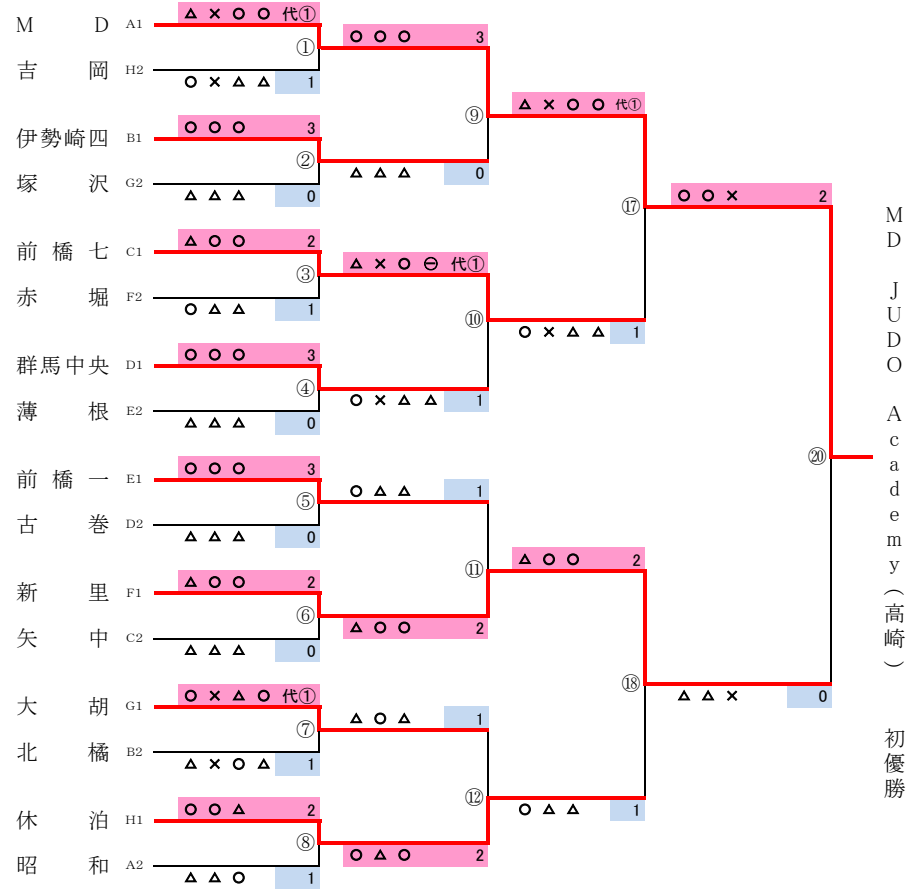 M D A1 △ × ○ ○ 代①
①
吉 岡 H2 ○ × △ △ 1
伊勢崎四 B1 ○ ○ ○ 3
②
塚 沢 G2 △ △ △ 0
前橋七 C1 △ ○ ○ 2
③
赤 堀 F2 ○ △ △ 1
群馬中央 D1 ○ ○ ○ 3
④
薄 根 E2 △ △ △ 0
前橋一 E1 ○ ○ ○ 3
⑤
古 巻 D2 △ △ △ 0
新 里 F1 △ ○ ○ 2
⑥
矢 中 C2 △ △ △ 0
大 胡 G1 ○ × △ ○ 代①
⑦
北 橘 B2 △ × ○ △ 1
休 泊 H1 ○ ○ △ 2
⑧
昭 和 A2 △ △ ○ 1
○ ○ ○ 3
⑨
△ △ △ 0
△ × ○ ⊖ 代①
⑩
○ × △ △ 1
○ △ △ 1
⑪
△ ○ ○ 2
△ ○ △ 1
⑫
○ △ ○ 2
△ × ○ ○ 代①
⑰
○ × △ △ 1
△ ○ ○ 2
⑱
○ △ △ 1
○ ○ × 2
⑳
△ △ × 0
MD JUDO Academy(高崎) 初優勝